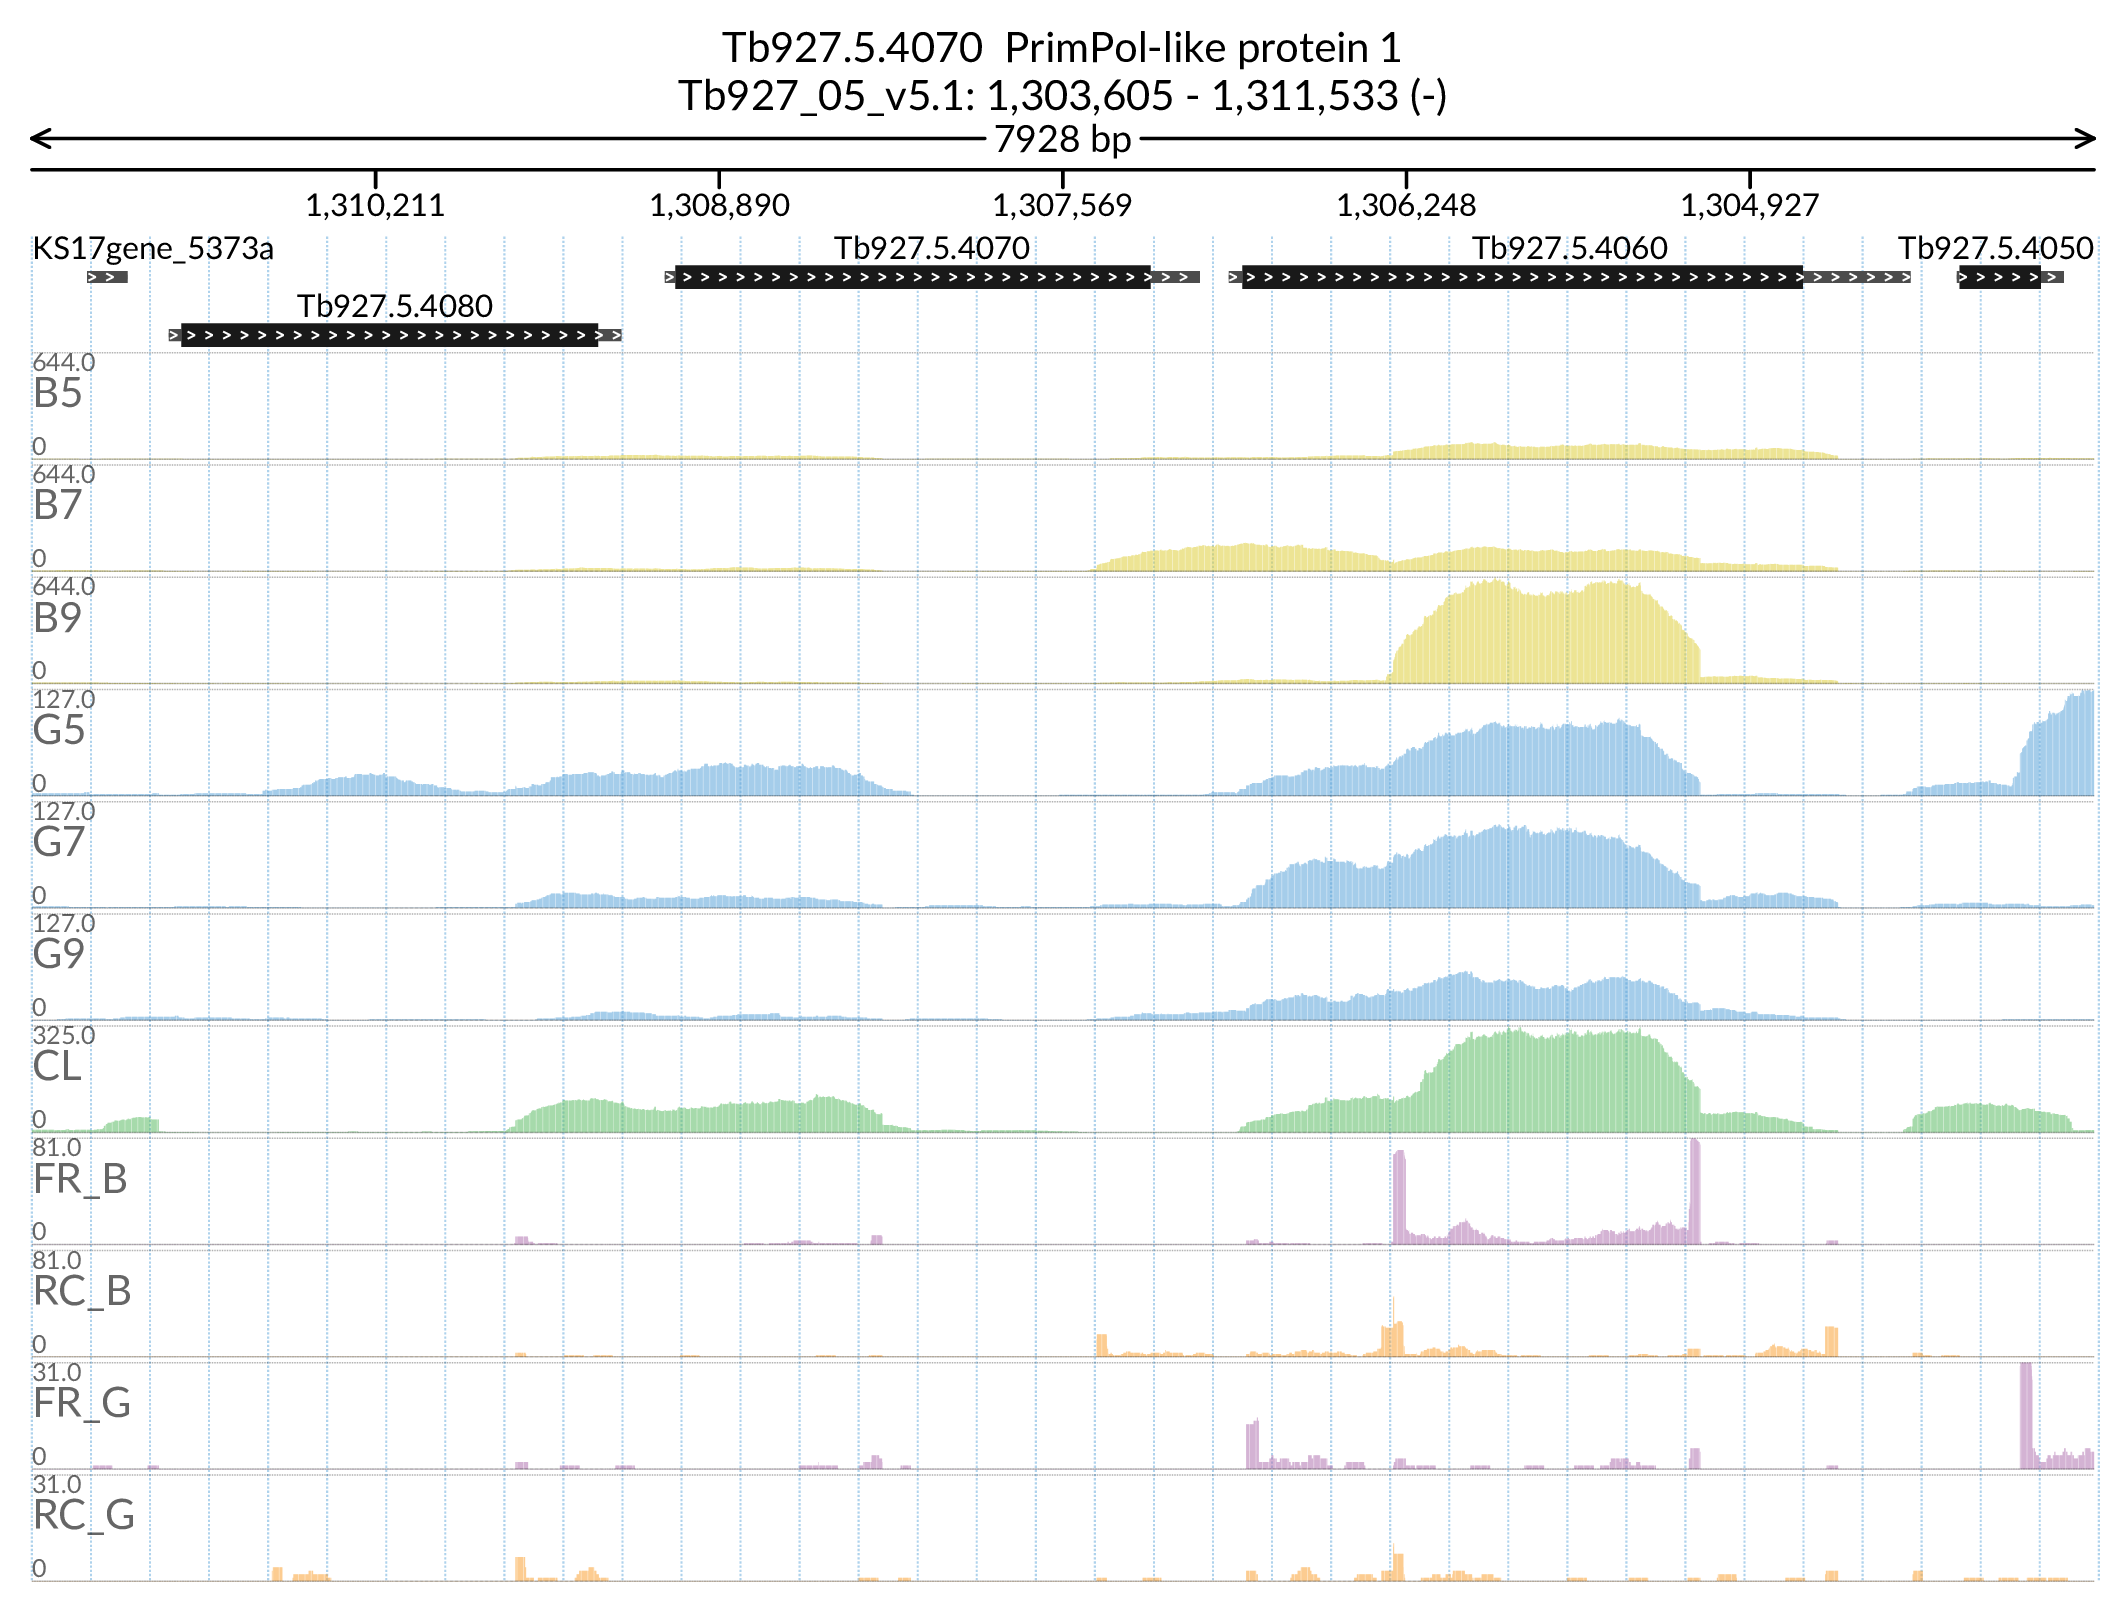 Tb927.5.4070  PrimPol-like protein 1
Tb927_05_v5.1: 1,303,605 - 1,311,533 (-)
7928 bp
1,310,211 1,308,890 1,307,569 1,306,248 1,304,927
KS17gene_5373a Tb927.5.4070 Tb927.5.4060 Tb927.5.4050
Tb927.5.4080
644.0
B5
0
644.0
B7
0
644.0
B9
0
127.0
G5
0
127.0
G7
0
127.0
G9
0
325.0
CL
0
81.0
FR_B
0
81.0
RC_B
0
31.0
FR_G
0
31.0
RC_G
0